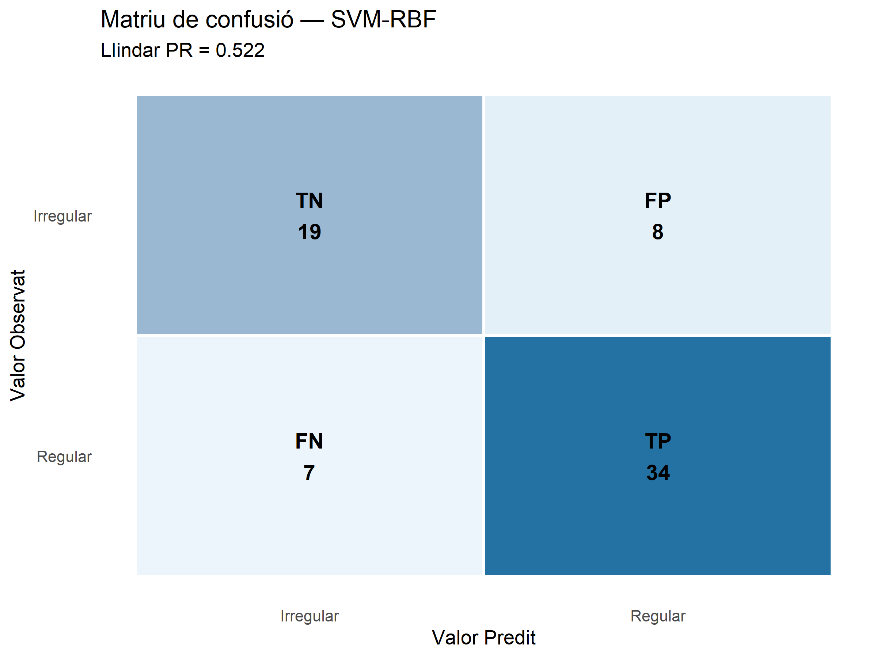 Matriu de confusió — SVM-RBF
Llindar PR = 0.522
Valor Observat
Irregular
TN
19
FP
8
Regular
FN
7
TP
34
Irregular
Regular
Valor Predit